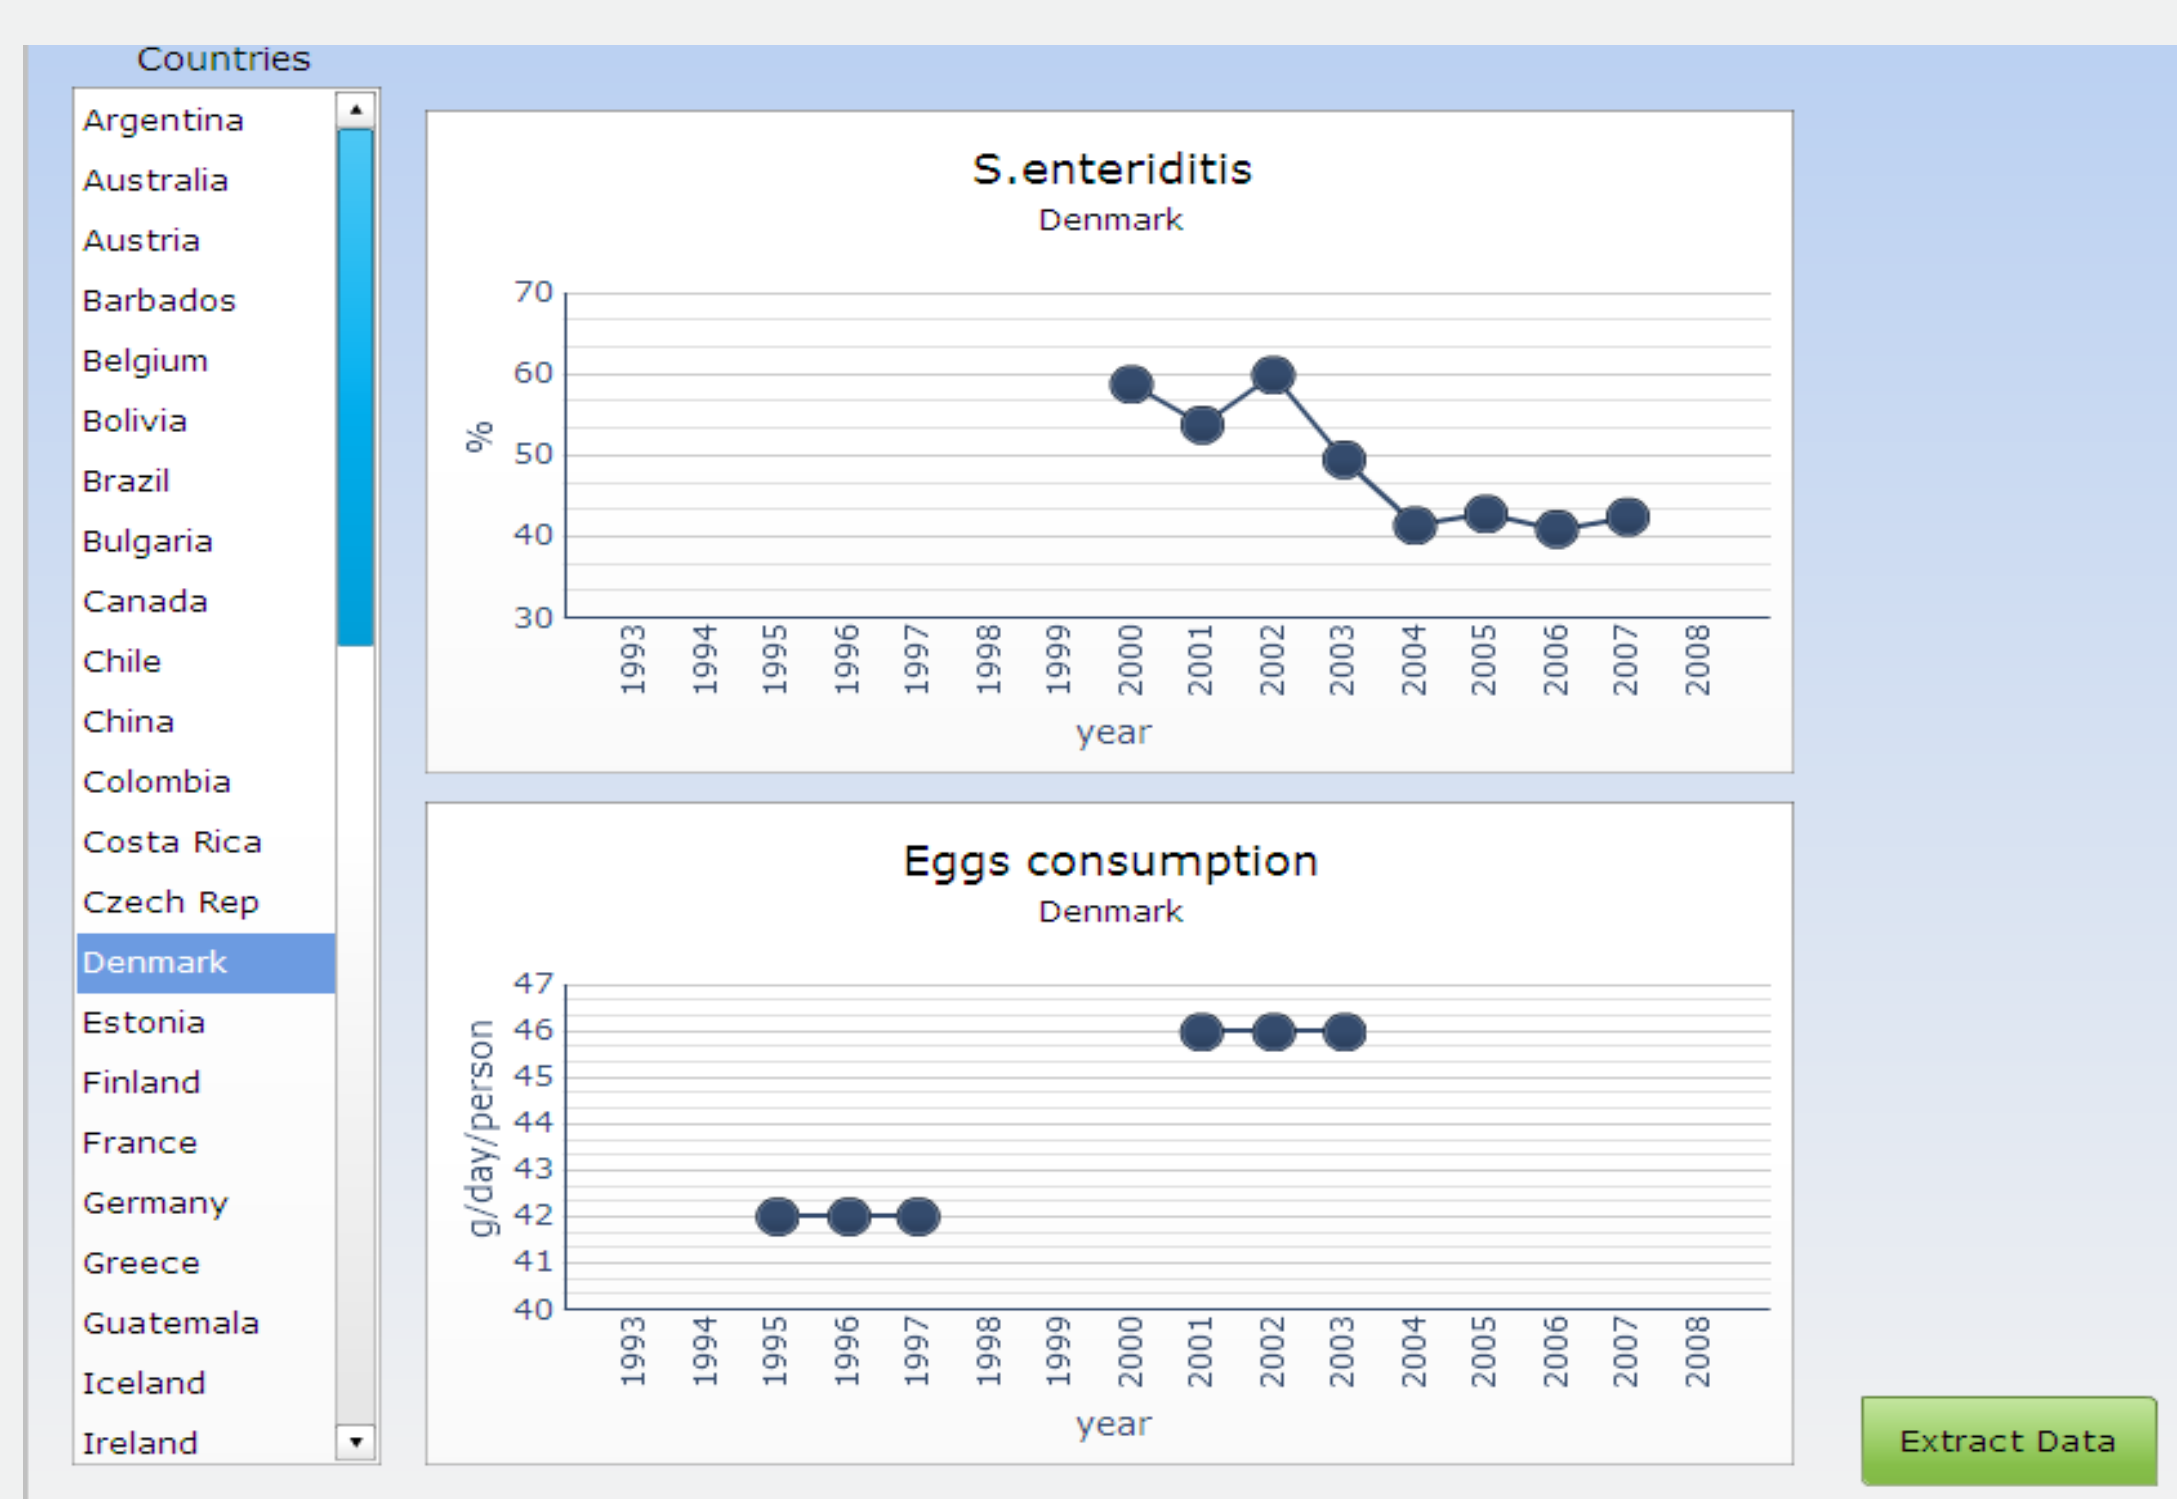 Countries
Argentina
Australia
Austria
Barbados
Belgium
Bolivia
Brazil
Bulgaria
Canada
Chile
China
Colombia
Costa Rica
Czech Rep
Denmark
Estonia
Finland
France
Germany
Greece
Guatemala
Iceland
Ireland
S.enteriditis
Denmark
70
60
50
40
30
%
1993 1994 1995 1996 1997 1998 1999 2000 2001 2002 2003 2004 2005 2006 2007 2008
year
Eggs consumption
Denmark
47
46
45
44
43
42
41
40
g/day/person
1993 1994 1995 1996 1997 1998 1999 2000 2001 2002 2003 2004 2005 2006 2007 2008
year
Extract Data